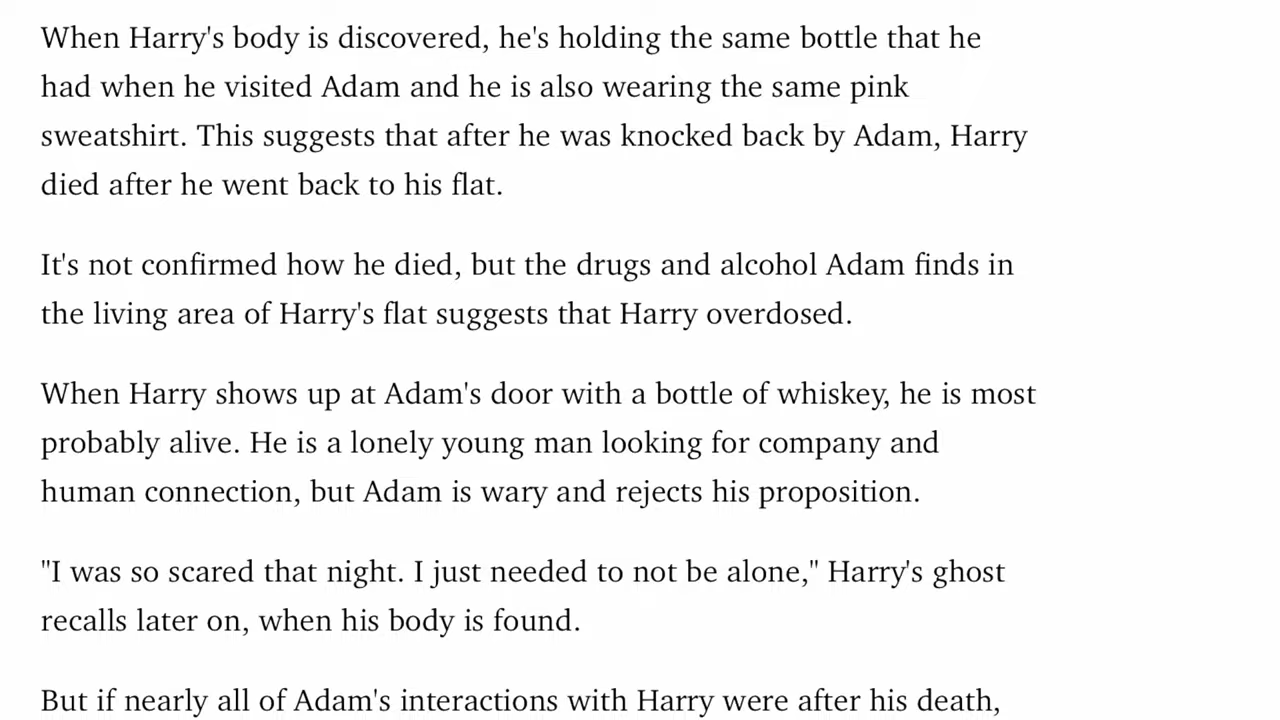 When Harry's body is discovered, he's holding the same bottle that he
had when he visited Adam and he is also wearing the same pink
sweatshirt. This suggests that after he was knocked back by Adam, Harry
died after he went back to his flat.
It's not confirmed how he died, but the drugs and alcohol Adam finds in
the living area of Harry's flat suggests that Harry overdosed.
When Harry shows up at Adam's door with a bottle of whiskey, he is most
probably alive. He is a lonely young man looking for company and
human connection, but Adam is wary and rejects his proposition.
"I was so scared that night. I just needed to not be alone," Harry's ghost
recalls later on, when his body is found.
But if nearly all of Adam's interactions with Harry were after his death,